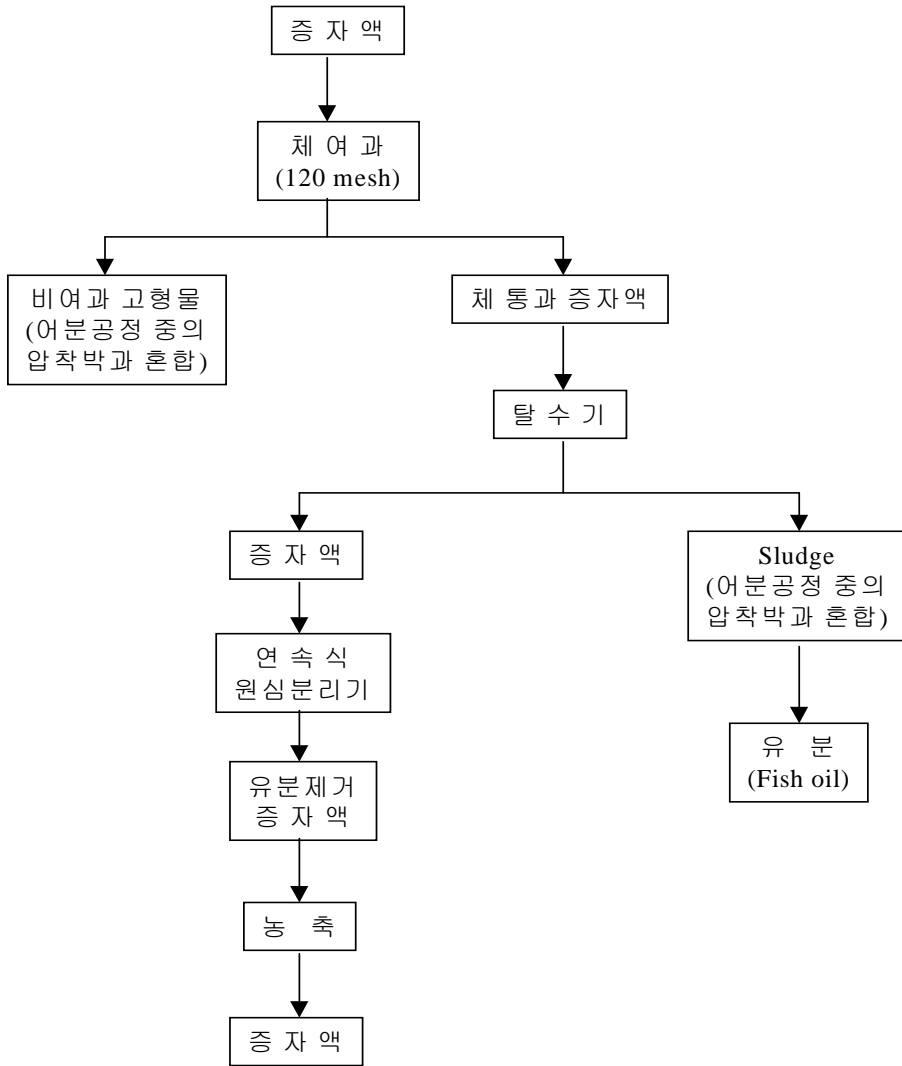 증 자 액
체 여 과
(120 mesh)
비여과 고형물
(어분공정 중의
압착박과 혼합)
체 통과 증자액
탈 수 기
증 자 액
Sludge
(어분공정 중의
압착박과 혼합)
연 속 식
원심분리기
유 분
(Fish oil)
유분제거
증 자 액
농 축
증 자 액